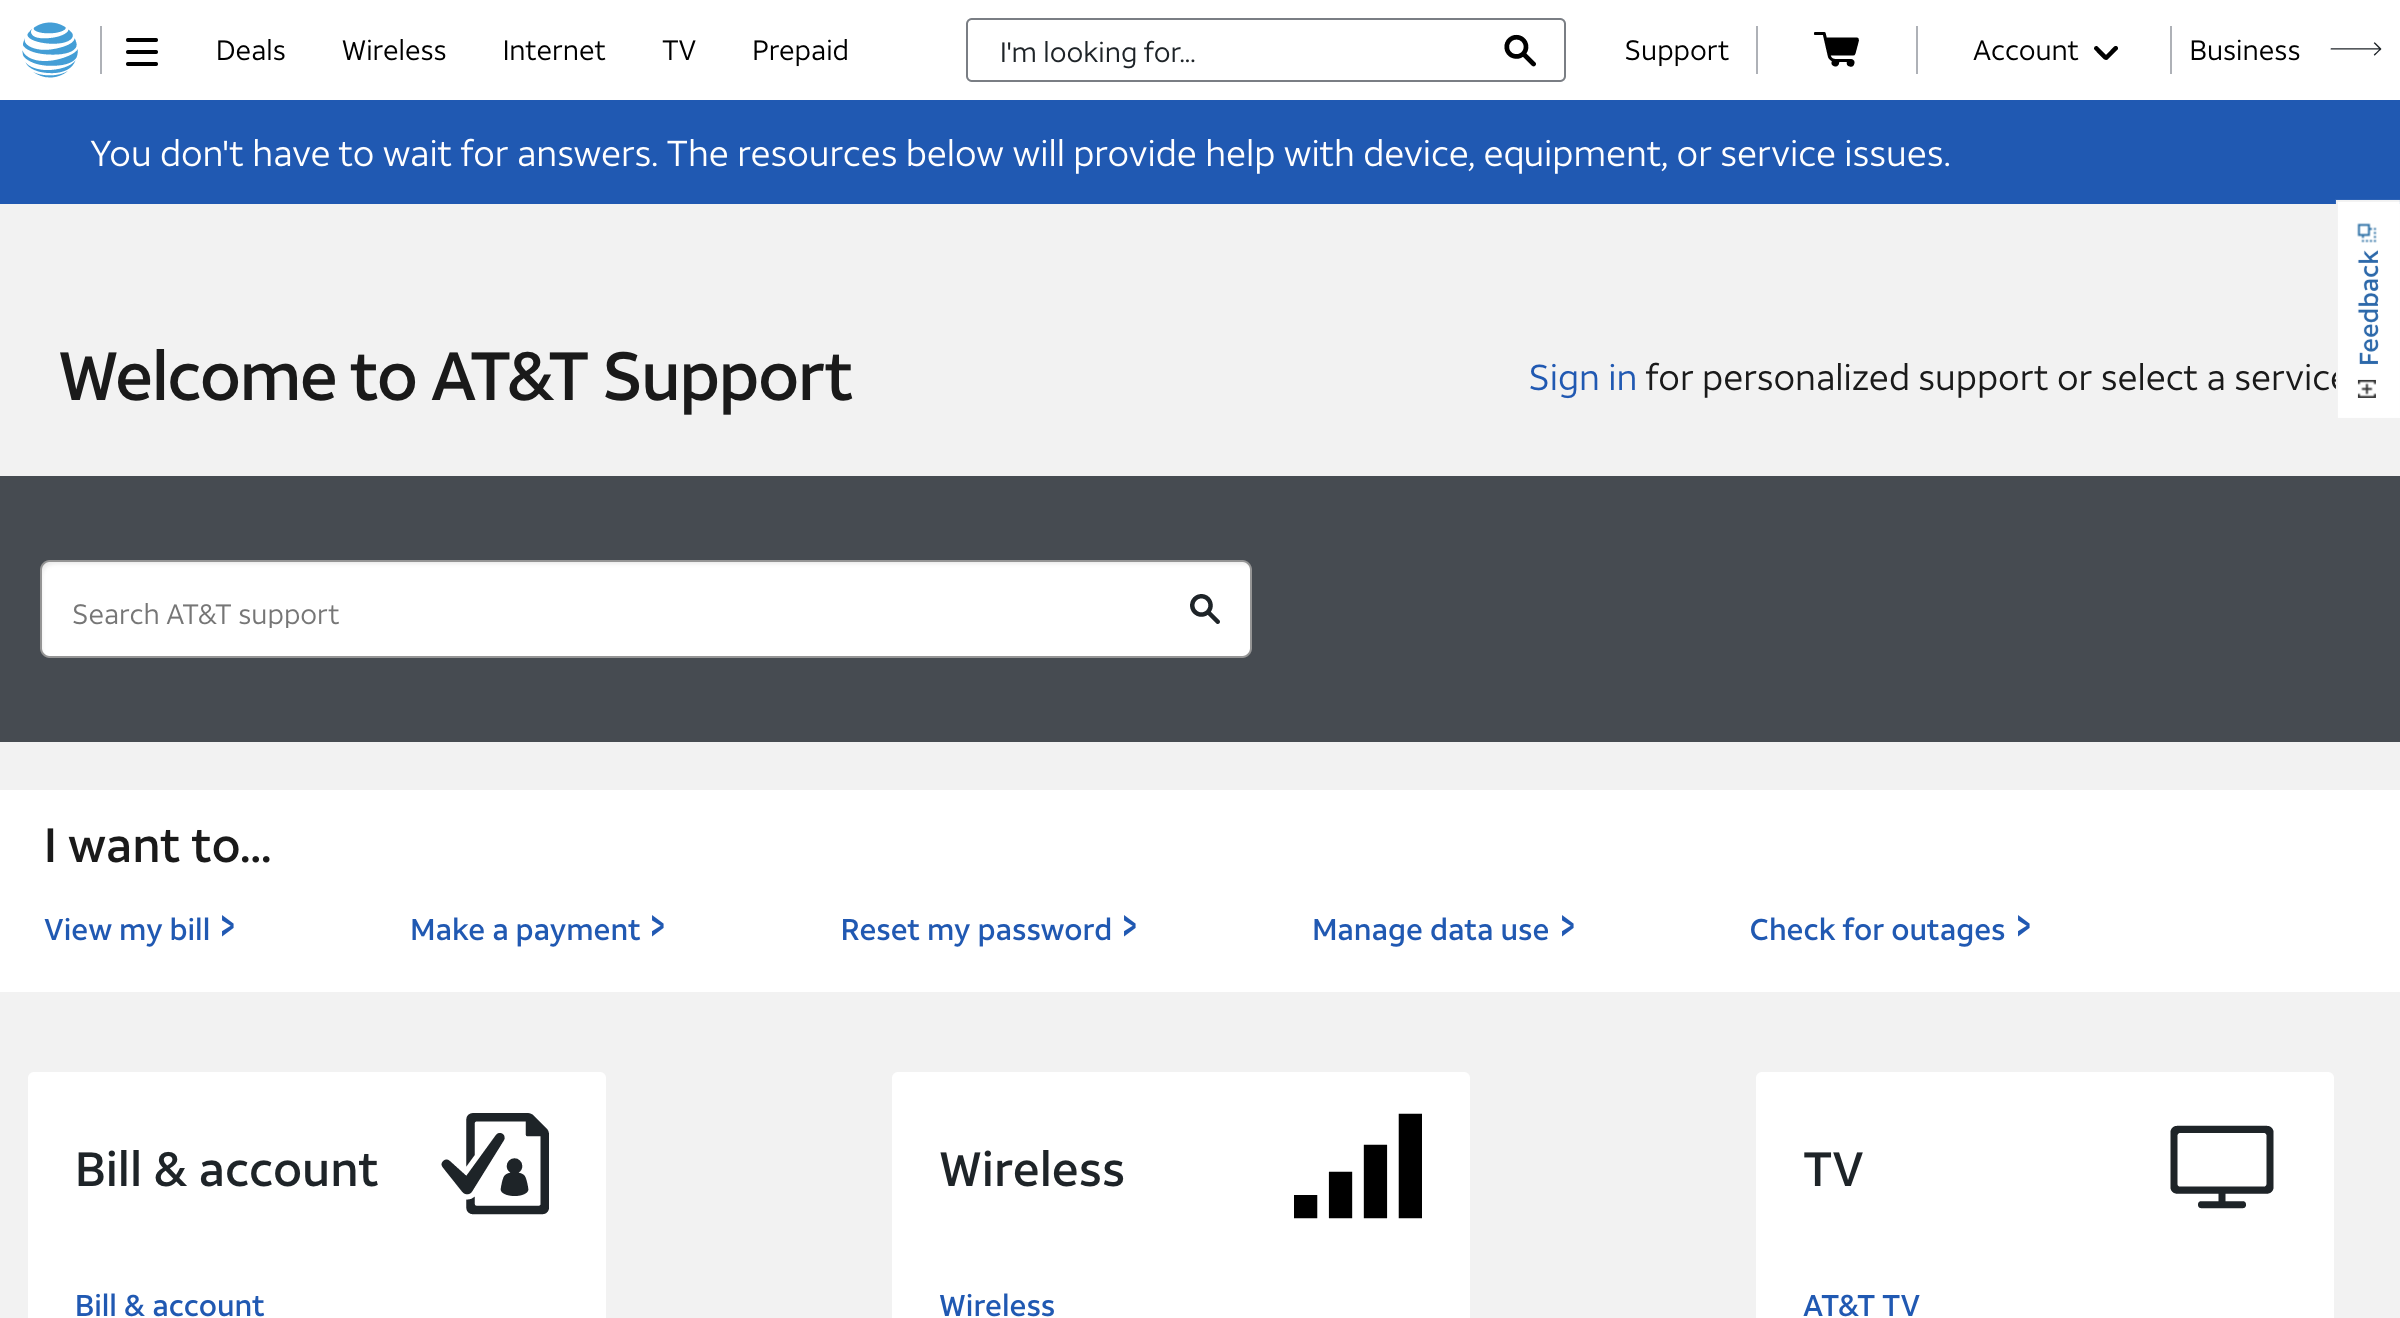 Deals Wireless Internet TV Prepaid I'm looking for... Support Account Business
You don't have to wait for answers. The resources below will provide help with device, equipment, or service issues.
Feedback
Welcome to AT&T Support
Sign in for personalized support or select a service
Search AT&T support
I want to...
View my bill Make a payment Reset my password Manage data use Check for outages
Bill & account Wireless TV
Bill & account Wireless AT&T TV